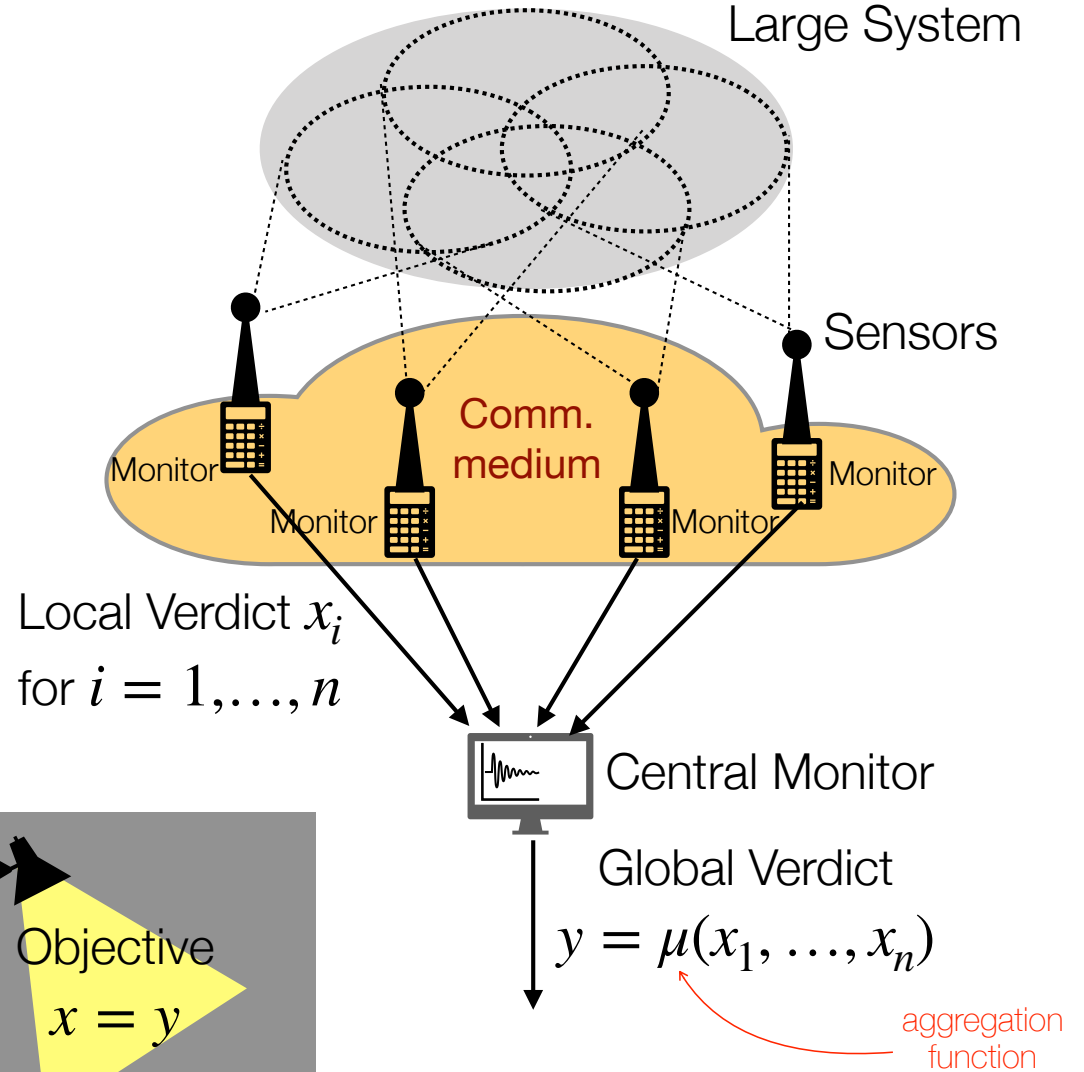 Large System
Sensors
Comm.
medium
Monitor
Monitor
Monitor
Monitor
Local Verdict xᵢ
for i = 1,…, n
Central Monitor
Global Verdict
y = μ(x₁, …, xₙ)
Objective
x = y
aggregation
function